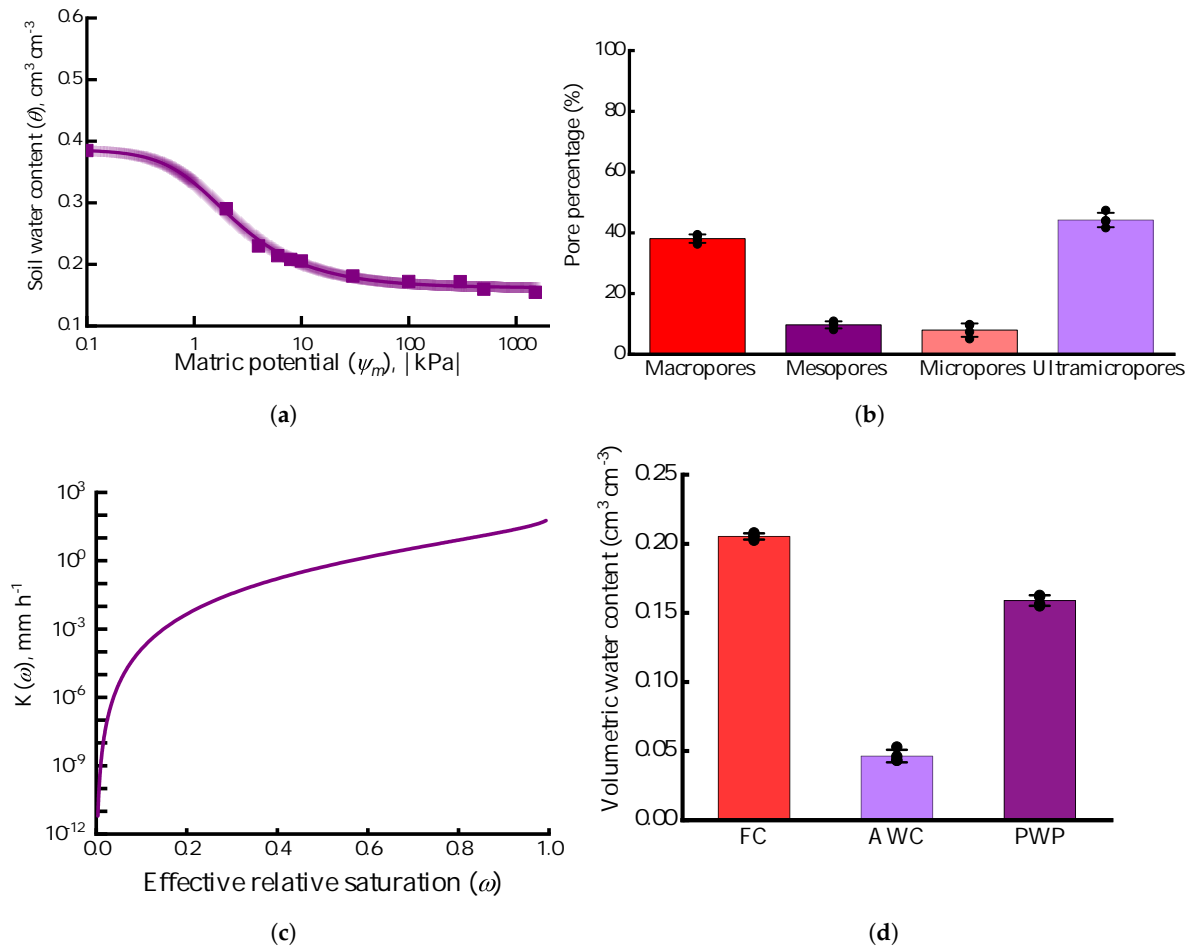 0.6
0.5
0.4
0.3
0.2
0.1
Soil water content (θ), cm³ cm⁻³
0.1 1 10 100 1000
Matric potential (ψₘ), |kPa|
(a)
100
80
60
40
20
0
Pore percentage (%)
Macropores Mesopores Micropores Ultramicropores
(b)
10³
10⁰
10⁻³
10⁻⁶
10⁻⁹
10⁻¹²
K (ω), mm h⁻¹
0.0 0.2 0.4 0.6 0.8 1.0
Effective relative saturation (ω)
(c)
0.25
0.20
0.15
0.10
0.05
0.00
Volumetric water content (cm³ cm⁻³)
FC AWC PWP
(d)